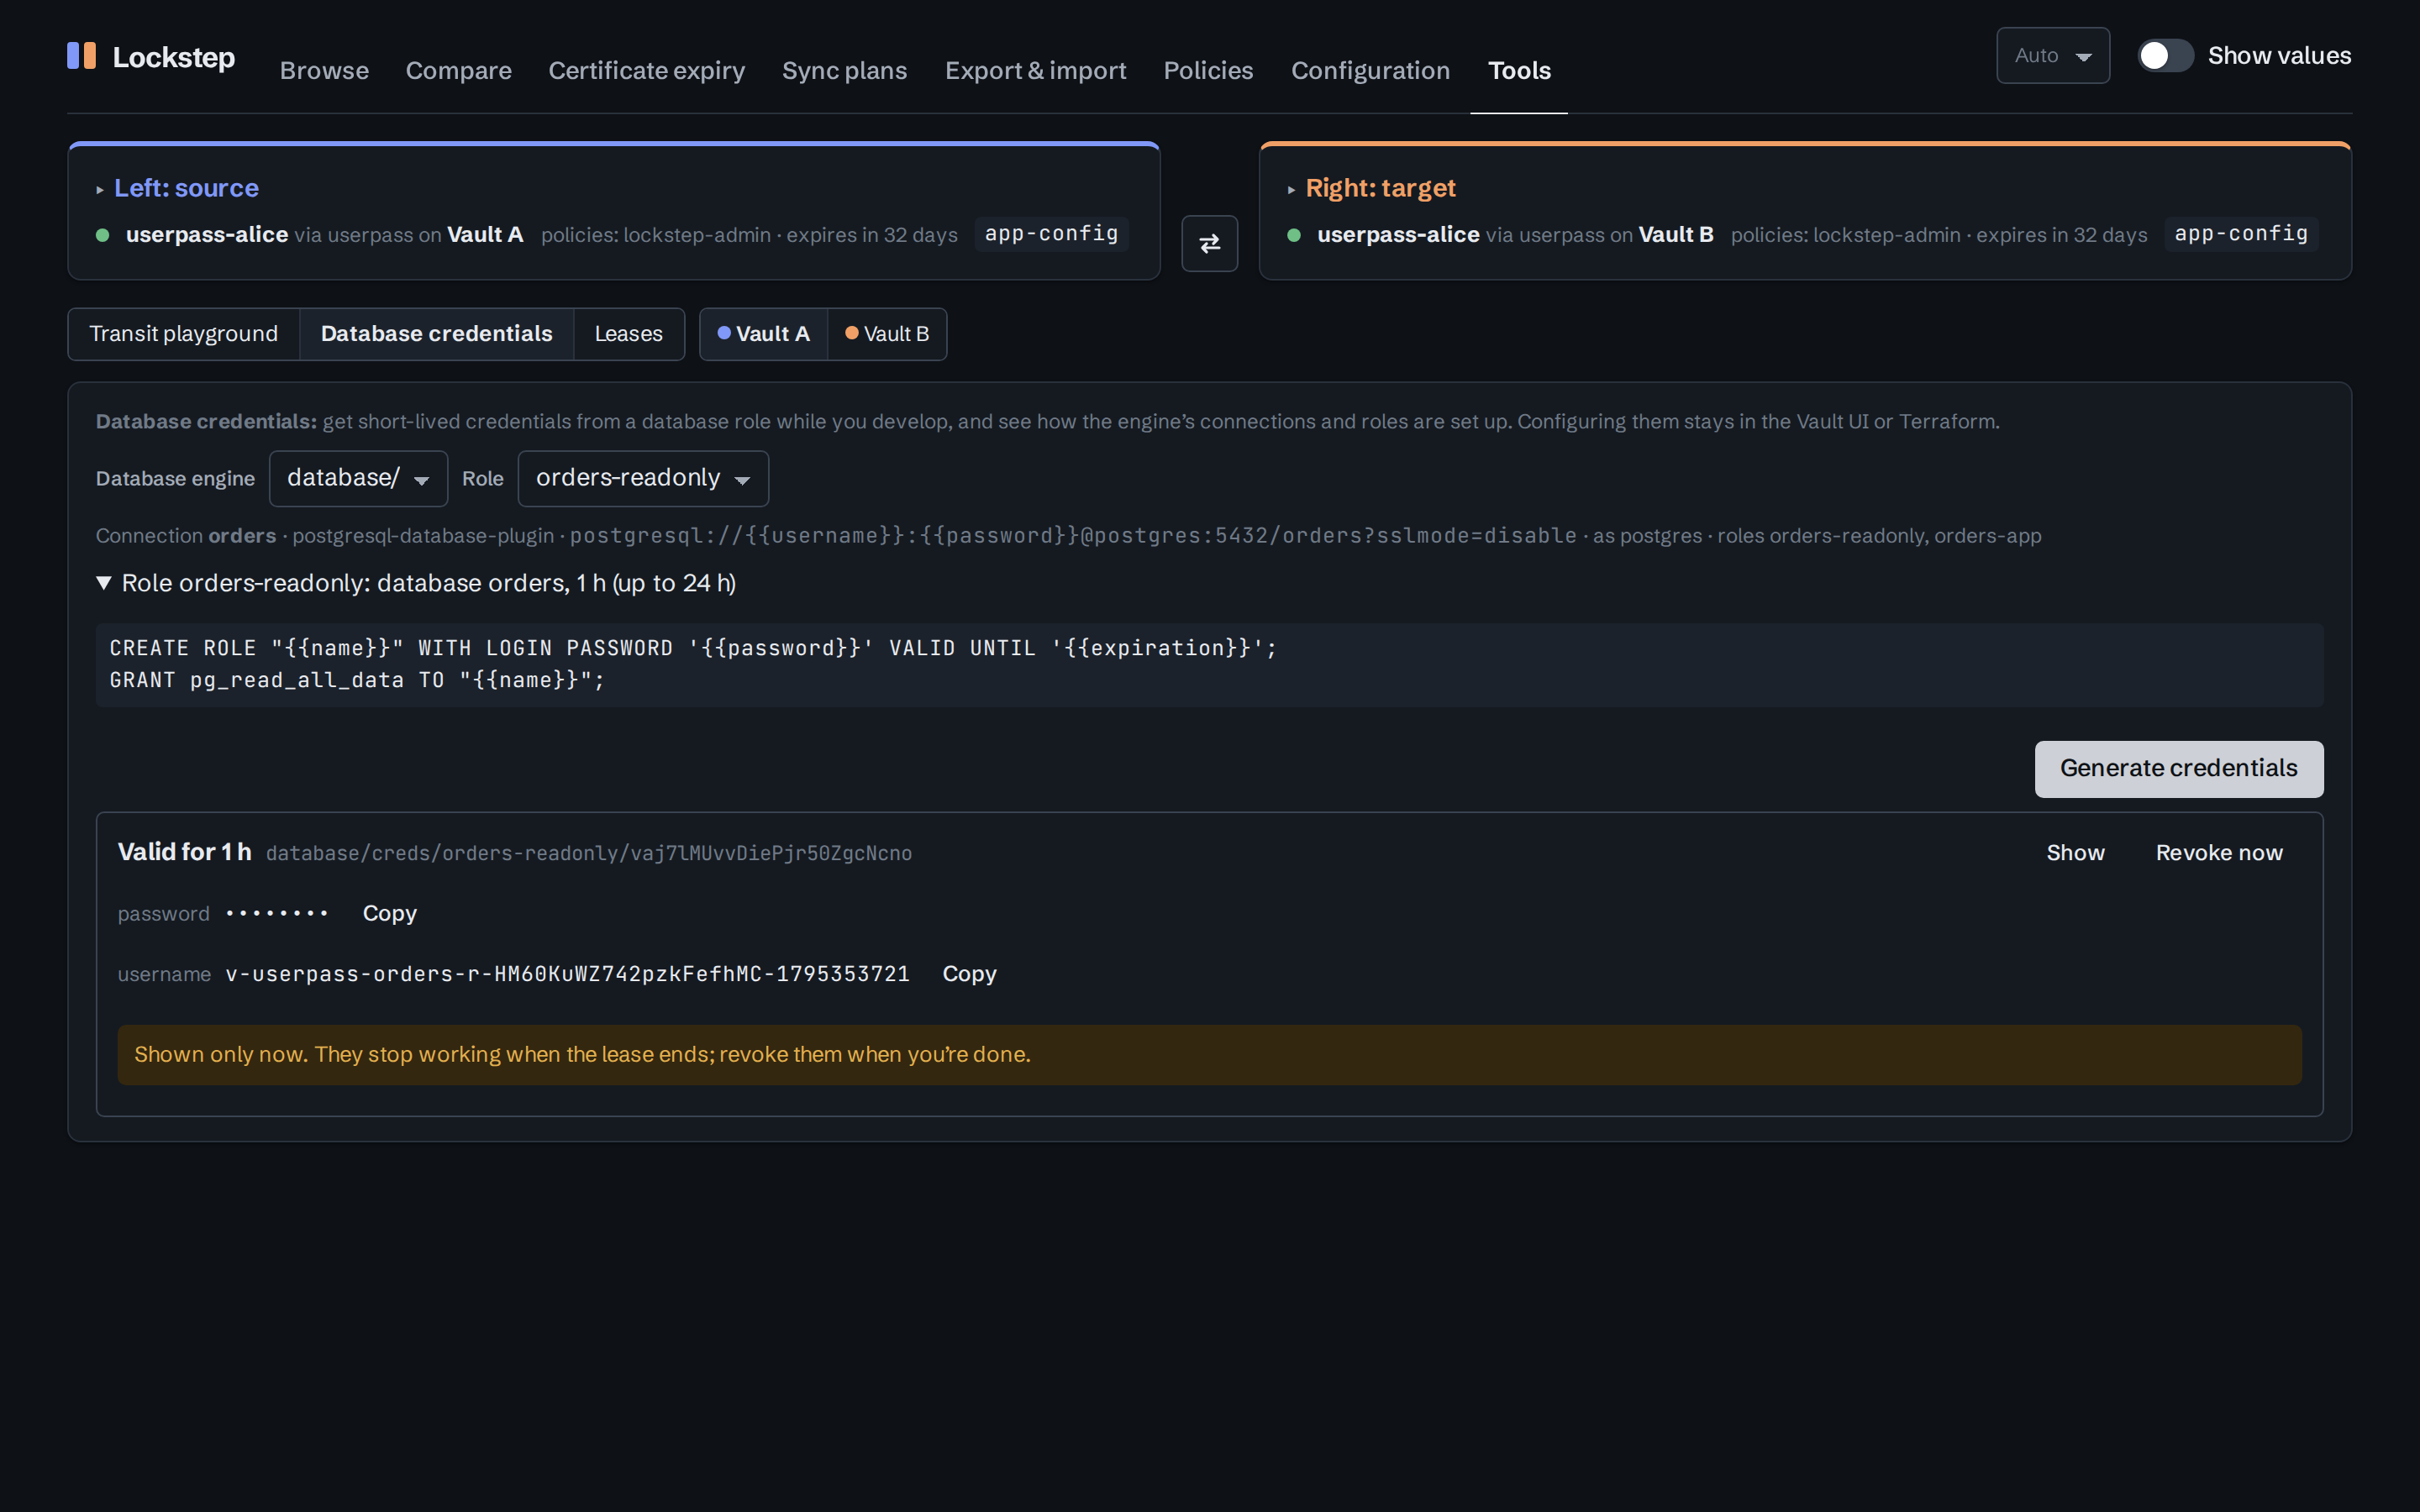 Lockstep Browse Compare Certificate expiry Sync plans Export & import Policies Configuration Tools Auto Show values
Left: source
userpass-alice via userpass on Vault A policies: lockstep-admin · expires in 32 days app-config
Right: target
userpass-alice via userpass on Vault B policies: lockstep-admin · expires in 32 days app-config
Transit playground Database credentials Leases Vault A Vault B
Database credentials: get short-lived credentials from a database role while you develop, and see how the engine’s connections and roles are set up. Configuring them stays in the Vault UI or Terraform.
Database engine database/ Role orders-readonly
Connection orders · postgresql-database-plugin · postgresql://{{username}}:{{password}}@postgres:5432/orders?sslmode=disable · as postgres · roles orders-readonly, orders-app
Role orders-readonly: database orders, 1 h (up to 24 h)
CREATE ROLE "{{name}}" WITH LOGIN PASSWORD '{{password}}' VALID UNTIL '{{expiration}}';
GRANT pg_read_all_data TO "{{name}}";
Generate credentials
Valid for 1 h database/creds/orders-readonly/vaj7lMUvvDiePjr50ZgcNcno Show Revoke now
password •••••••• Copy
username v-userpass-orders-r-HM60KuWZ742pzkFefhMC-1795353721 Copy
Shown only now. They stop working when the lease ends; revoke them when you’re done.